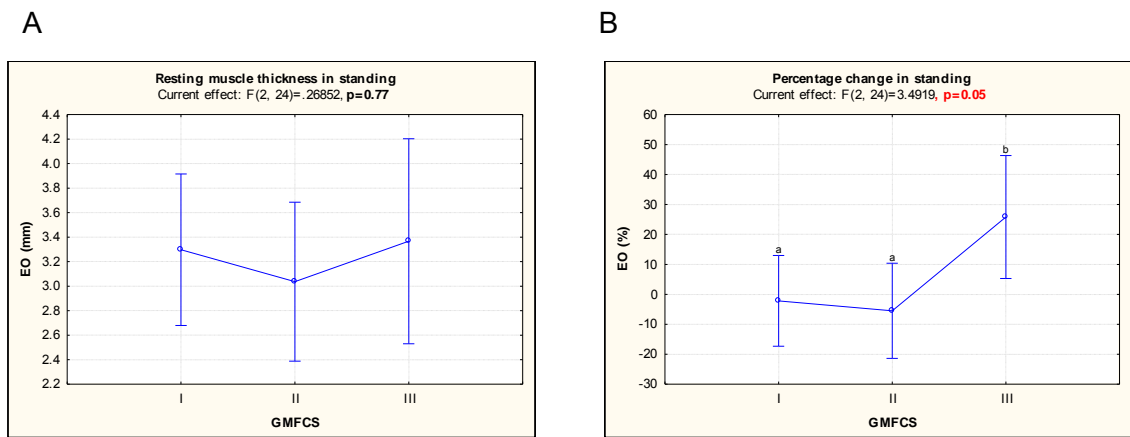 A
Resting muscle thickness in standing
Current effect: F(2, 24)=.26852, p=0.77
4.4
4.2
4.0
3.8
3.6
3.4
3.2
3.0
2.8
2.6
2.4
2.2
EO (mm)
I II III
GMFCS
B
Percentage change in standing
Current effect: F(2, 24)=3.4919, p=0.05
60
50
40
30
20
10
0
-10
-20
-30
EO (%)
a a b
I II III
GMFCS